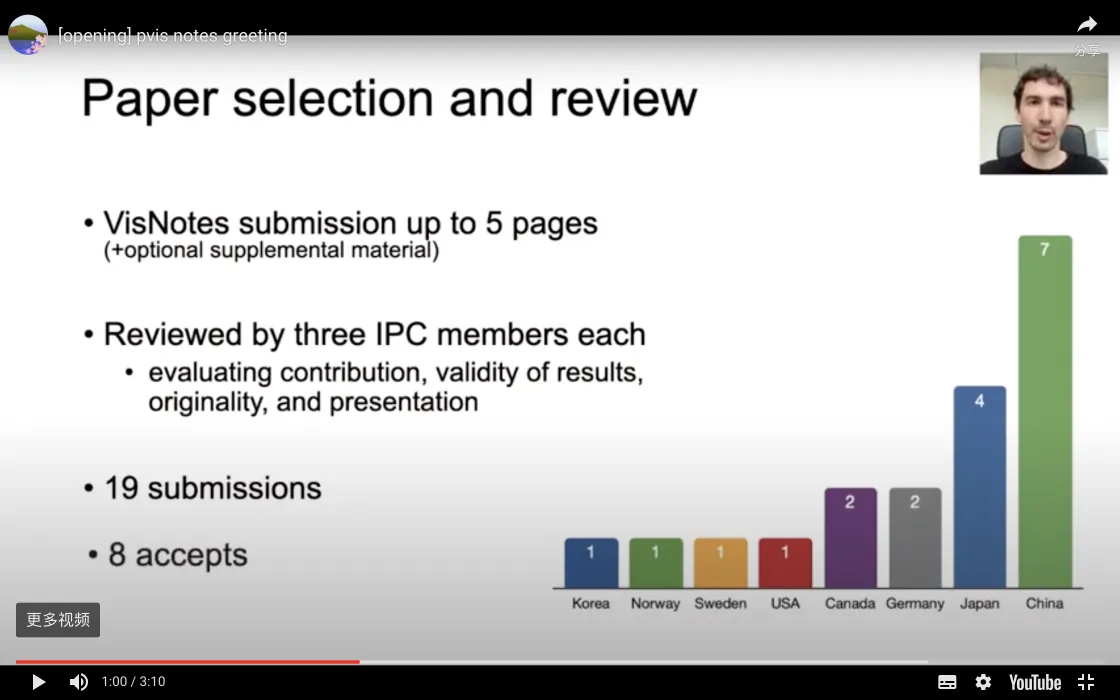 [opening] pvis notes greeting
分享
Paper selection and review
• VisNotes submission up to 5 pages
(+optional supplemental material)
• Reviewed by three IPC members each
• evaluating contribution, validity of results,
originality, and presentation
• 19 submissions
• 8 accepts
7
4
2
2
1
1
1
1
Korea Norway Sweden USA Canada Germany Japan China
更多视频
1:00 / 3:10
YouTube